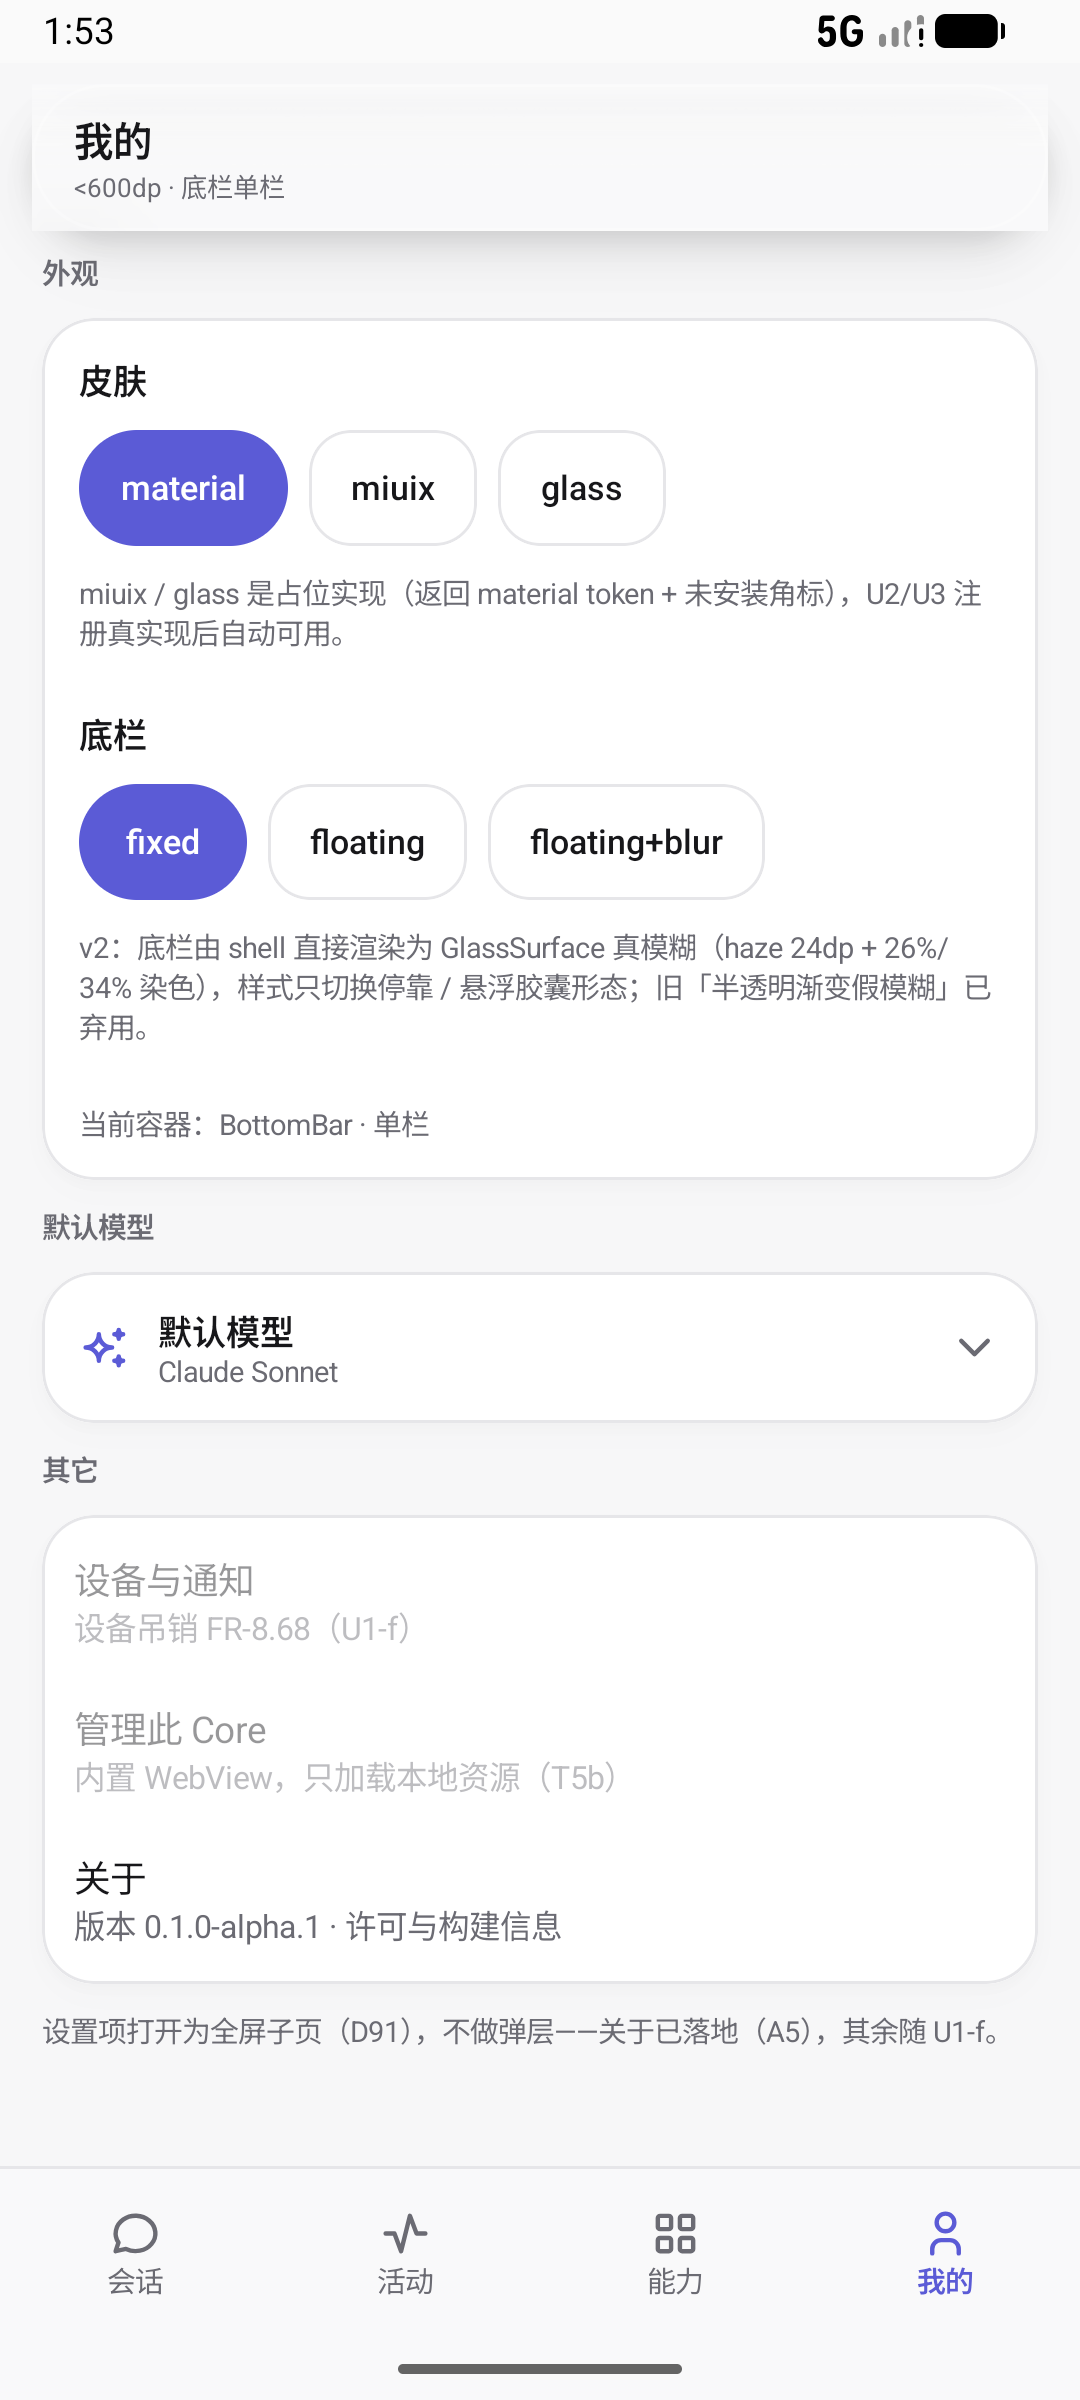 1:53
5G
我的
<600dp · 底栏单栏
外观
皮肤
material
miuix
glass
miuix / glass 是占位实现（返回 material token + 未安装角标），U2/U3 注
册真实现后自动可用。
底栏
fixed
floating
floating+blur
v2：底栏由 shell 直接渲染为 GlassSurface 真模糊（haze 24dp + 26%/
34% 染色），样式只切换停靠 / 悬浮胶囊形态；旧「半透明渐变假模糊」已
弃用。
当前容器：BottomBar · 单栏
默认模型
默认模型
Claude Sonnet
其它
设备与通知
设备吊销 FR-8.68（U1-f）
管理此 Core
内置 WebView，只加载本地资源（T5b）
关于
版本 0.1.0-alpha.1 · 许可与构建信息
设置项打开为全屏子页（D91），不做弹层——关于已落地（A5），其余随 U1-f。
会话
活动
能力
我的